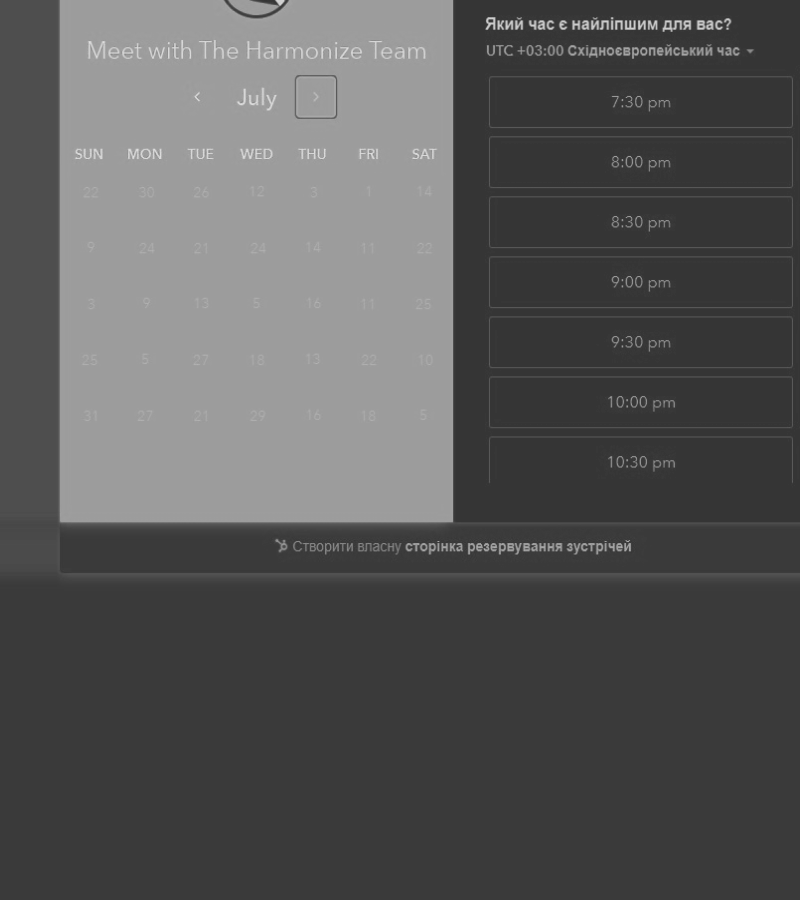 Meet with The Harmonize Team
July
SUN MON TUE WED THU FRI SAT
22 30 26 12 3 1 14
9 24 21 24 14 11 22
3 9 13 5 16 11 25
25 5 27 18 13 22 10
31 27 21 29 16 18 5
Який час є найліпшим для вас?
UTC +03:00 Східноєвропейський час
7:30 pm
8:00 pm
8:30 pm
9:00 pm
9:30 pm
10:00 pm
10:30 pm
Створити власну сторінка резервування зустрічей